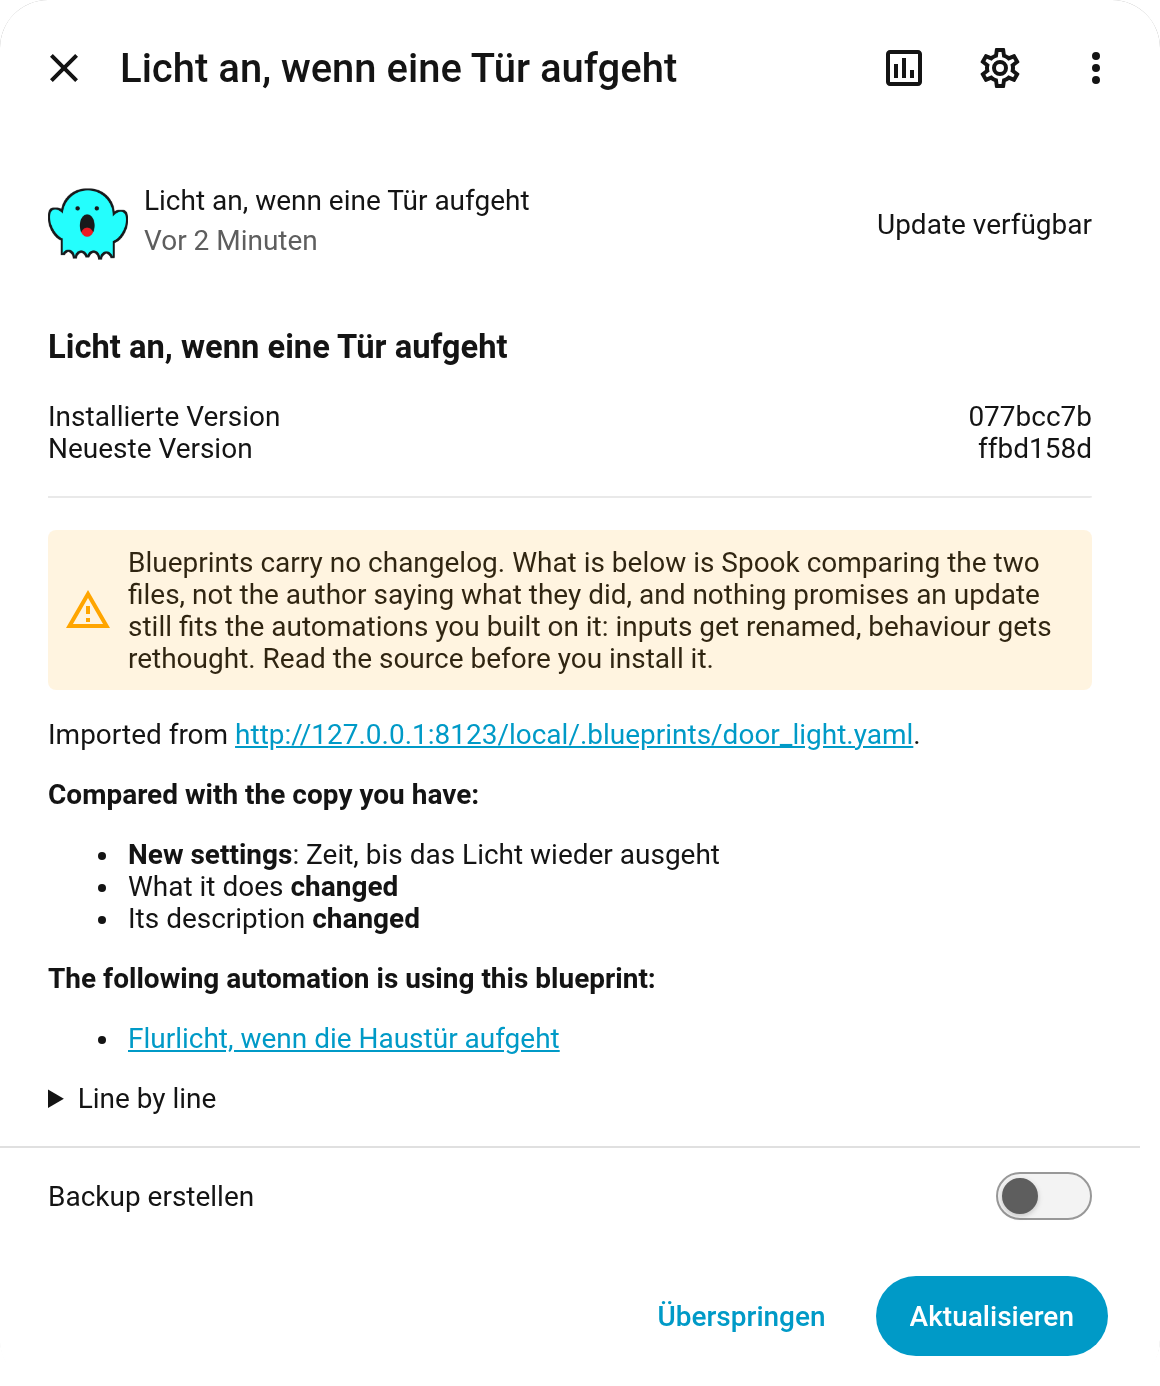 Licht an, wenn eine Tür aufgeht
Licht an, wenn eine Tür aufgeht
Vor 2 Minuten
Update verfügbar
Licht an, wenn eine Tür aufgeht
Installierte Version 077bcc7b
Neueste Version ffbd158d
Blueprints carry no changelog. What is below is Spook comparing the two
files, not the author saying what they did, and nothing promises an update
still fits the automations you built on it: inputs get renamed, behaviour gets
rethought. Read the source before you install it.
Imported from http://127.0.0.1:8123/local/.blueprints/door_light.yaml.
Compared with the copy you have:
• New settings: Zeit, bis das Licht wieder ausgeht
• What it does changed
• Its description changed
The following automation is using this blueprint:
• Flurlicht, wenn die Haustür aufgeht
Line by line
Backup erstellen
Überspringen Aktualisieren